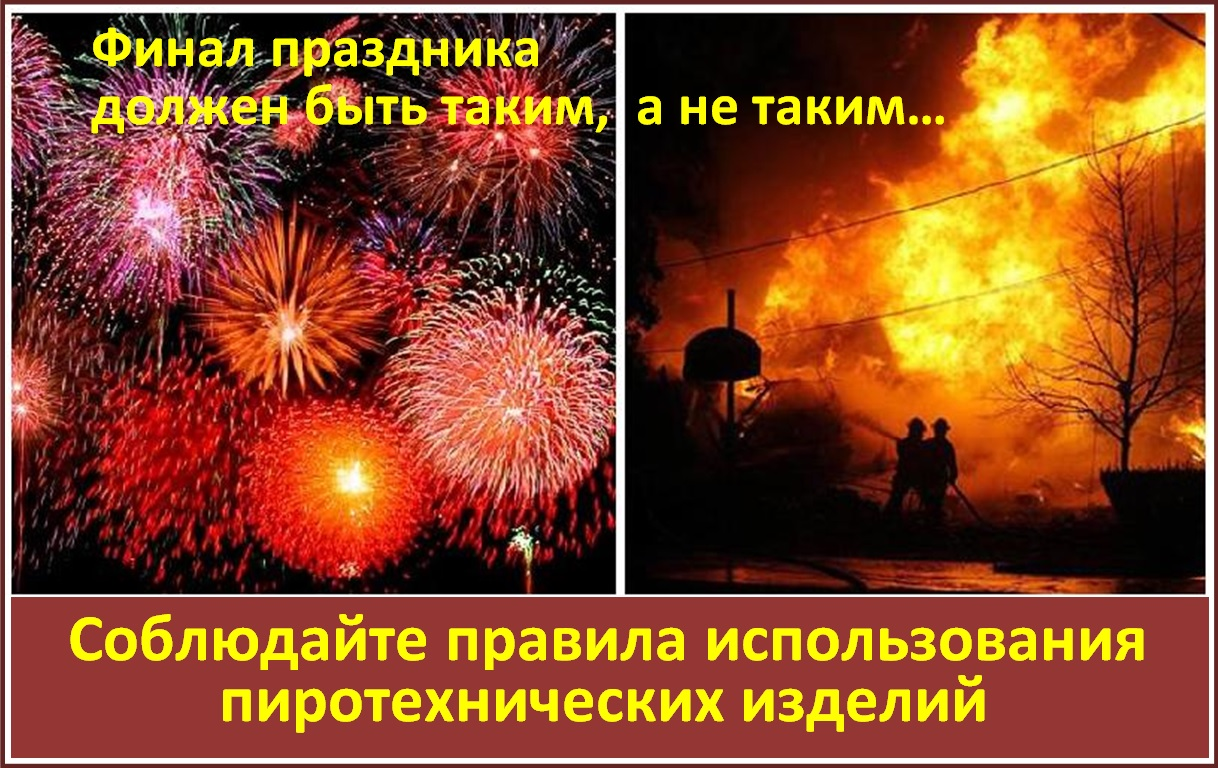 Финал праздника
должен быть таким, а не таким...
Соблюдайте правила использования
пиротехнических изделий